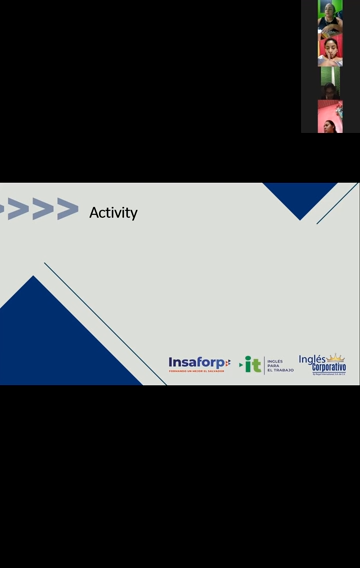 >>>> Activity
Insaforp
it
INGLÉS
PARA
EL TRABAJO
Inglés
Corporativo